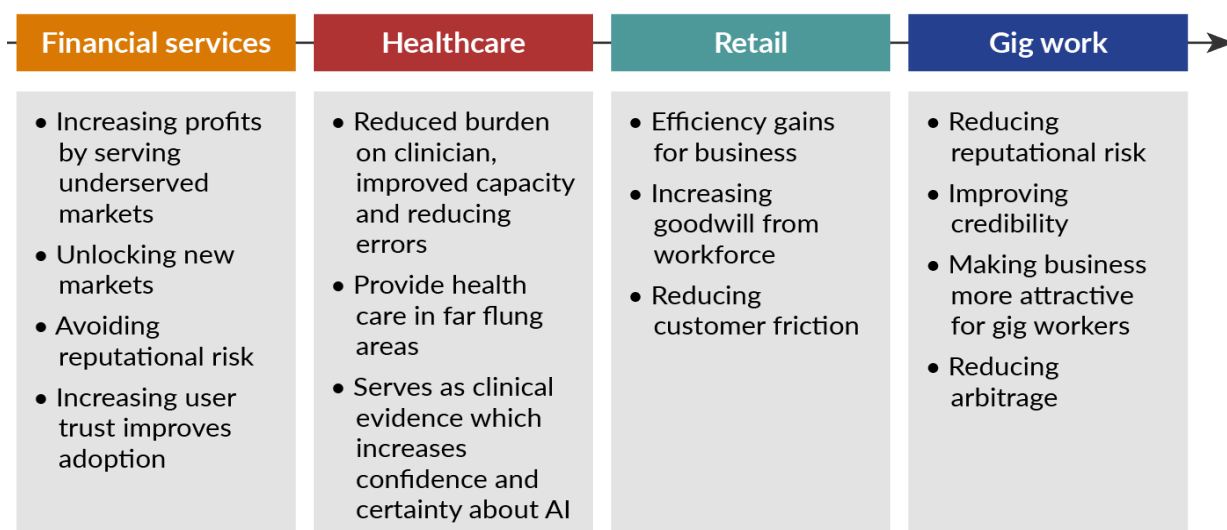 Financial services
• Increasing profits
by serving
underserved
markets
• Unlocking new
markets
• Avoiding
reputational risk
• Increasing user
trust improves
adoption
Healthcare
• Reduced burden
on clinician,
improved capacity
and reducing
errors
• Provide health
care in far flung
areas
• Serves as clinical
evidence which
increases
confidence and
certainty about AI
Retail
• Efficiency gains
for business
• Increasing
goodwill from
workforce
• Reducing
customer friction
Gig work
• Reducing
reputational risk
• Improving
credibility
• Making business
more attractive
for gig workers
• Reducing
arbitrage